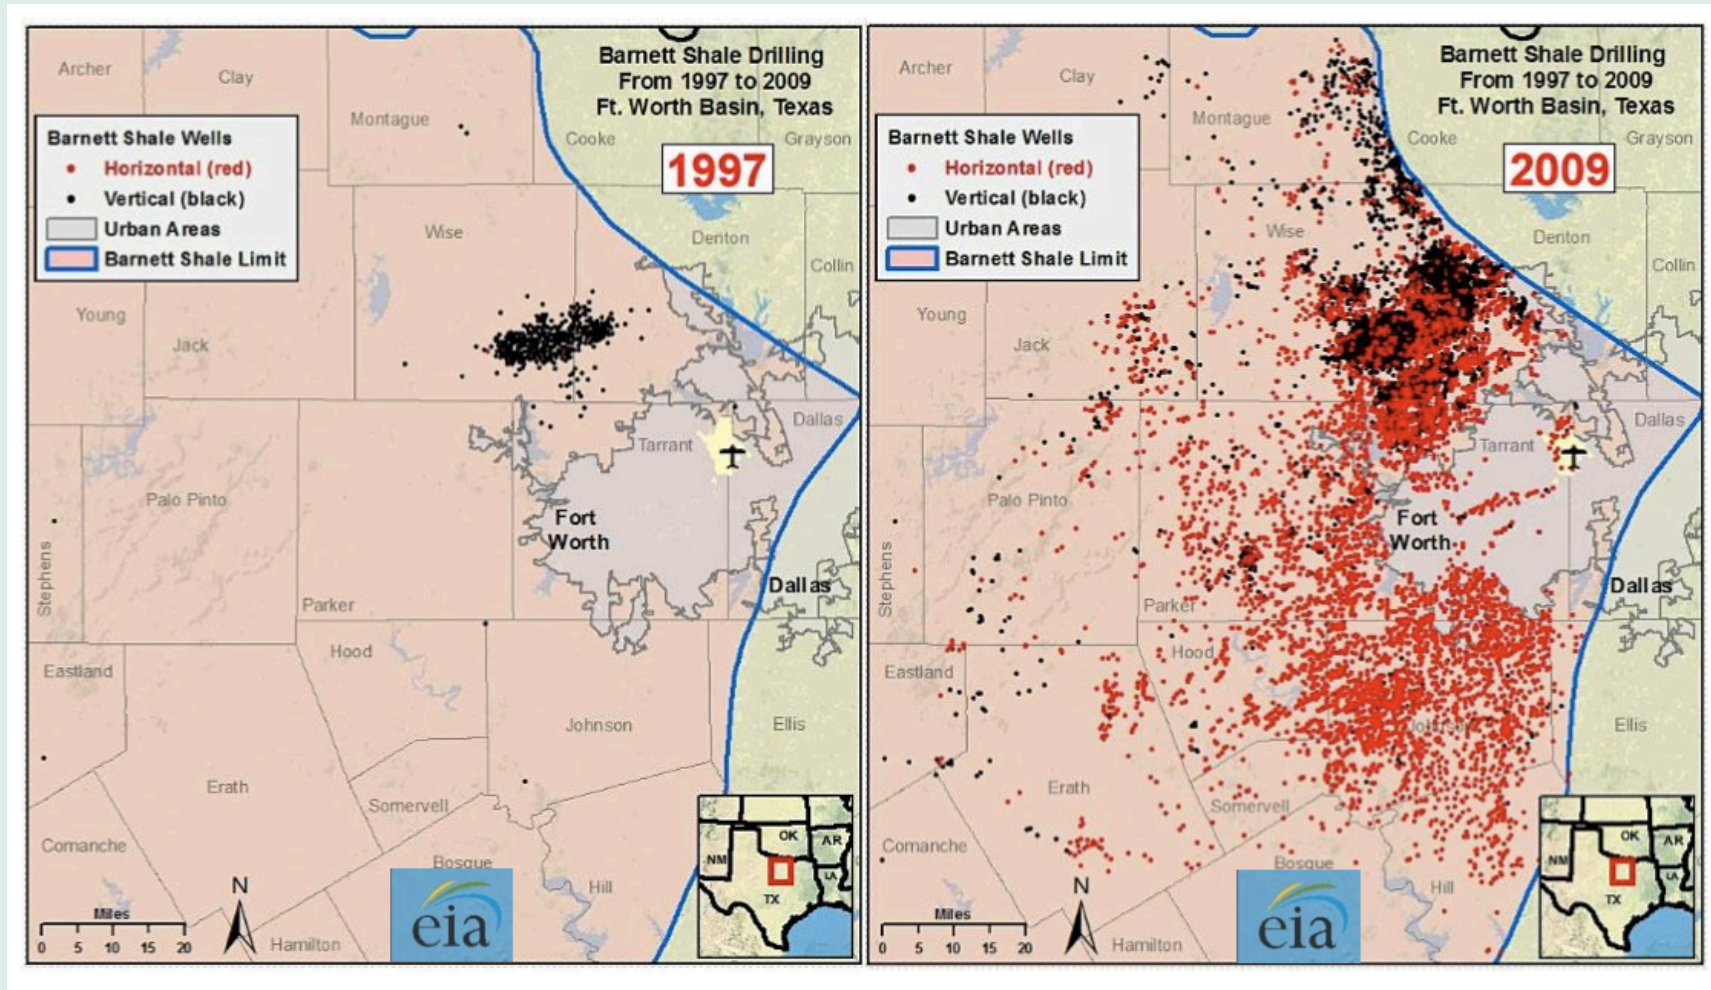 Barnett Shale Drilling
From 1997 to 2009
Ft. Worth Basin, Texas
1997
Barnett Shale Wells
Horizontal (red)
Vertical (black)
Urban Areas
Barnett Shale Limit
Archer
Clay
Montague
Cooke
Grayson
Wise
Denton
Collin
Young
Jack
Dallas
Tarrant
Palo Pinto
Fort
Worth
Stephens
Dallas
Parker
Hood
Eastland
Johnson
Ellis
Erath
Somervell
Comanche
Bosque
Hill
Hamilton
N
Miles
0 5 10 15 20
eia
OK
AR
NM
LA
TX
Barnett Shale Drilling
From 1997 to 2009
Ft. Worth Basin, Texas
2009
Barnett Shale Wells
Horizontal (red)
Vertical (black)
Urban Areas
Barnett Shale Limit
Archer
Clay
Montague
Cooke
Grayson
Wise
Denton
Collin
Young
Jack
Dallas
Tarrant
Palo Pinto
Fort
Worth
Stephens
Dallas
Parker
Hood
Eastland
Johnson
Ellis
Erath
Somervell
Comanche
Bosque
Hill
Hamilton
N
Miles
0 5 10 15 20
eia
OK
AR
NM
LA
TX